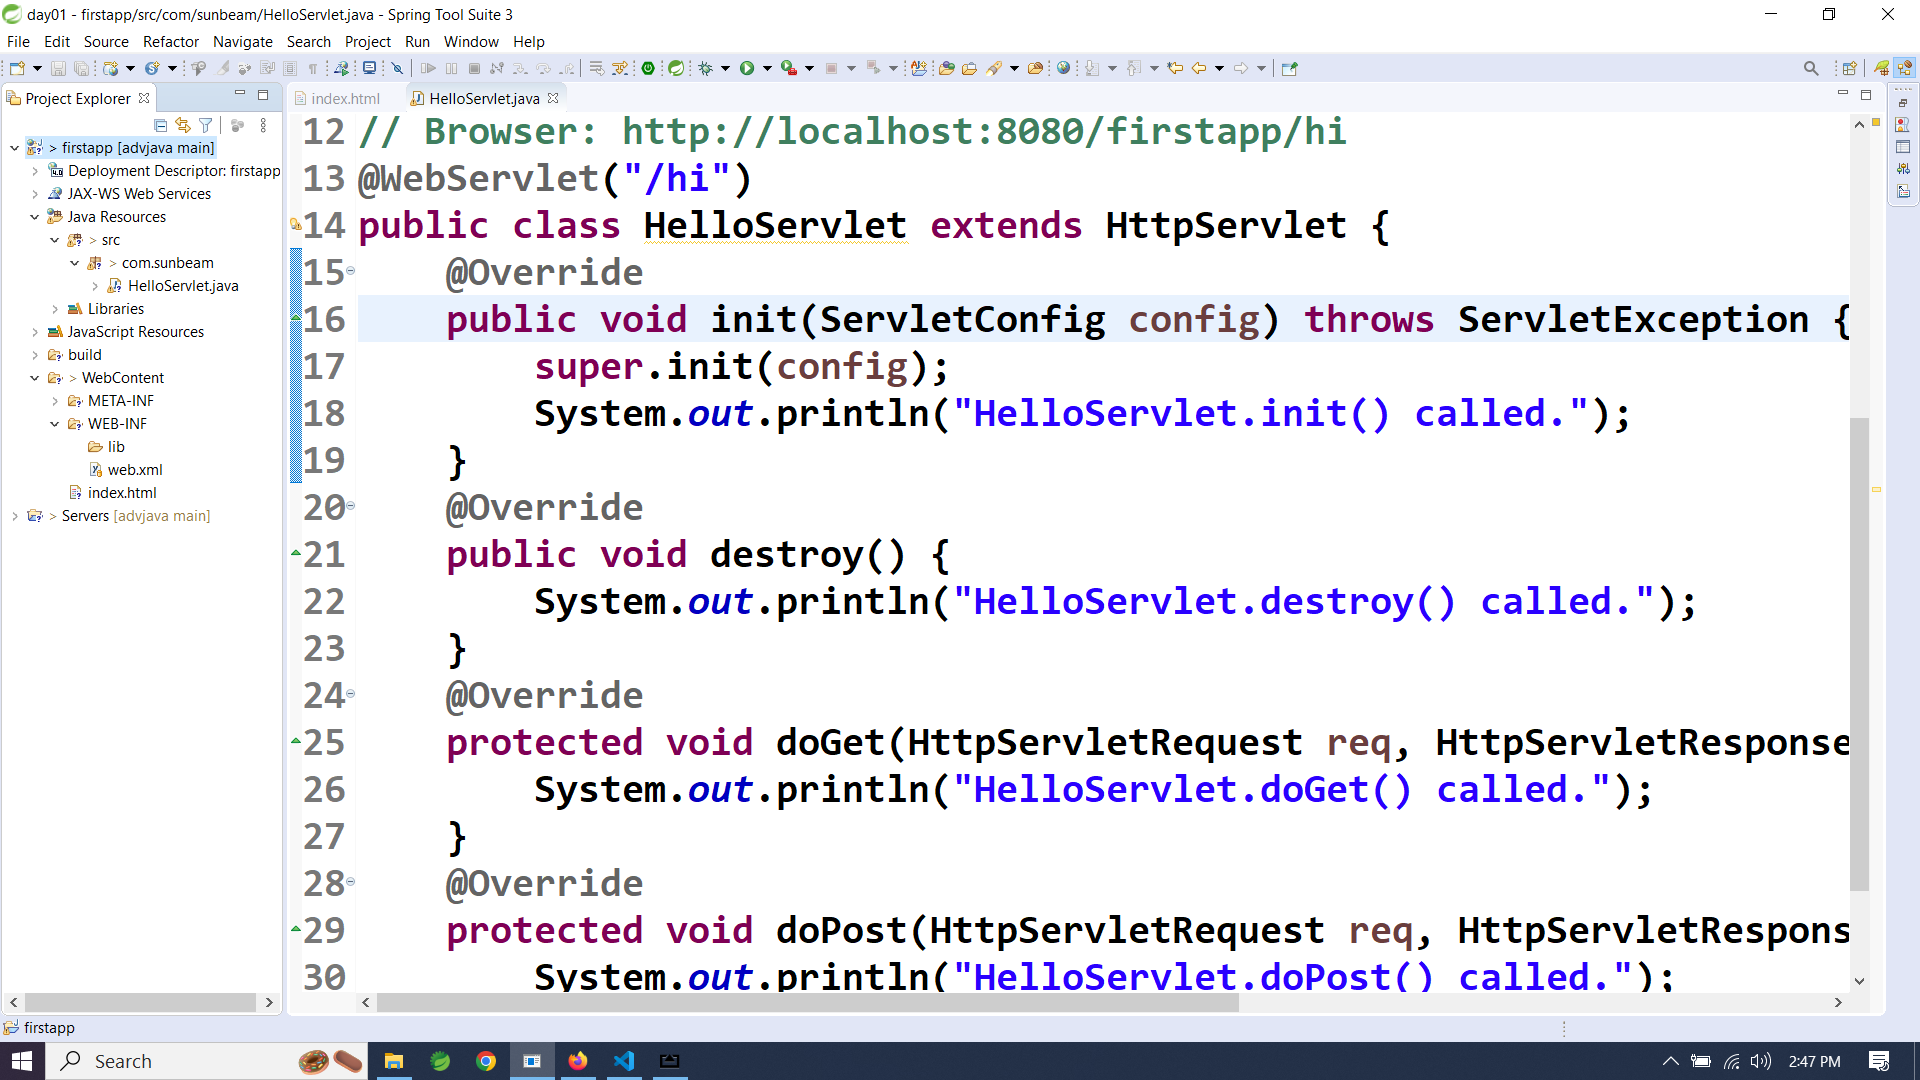 day01 - firstapp/src/com/sunbeam/HelloServlet.java - Spring Tool Suite 3
File Edit Source Refactor Navigate Search Project Run Window Help
Project Explorer
index.html
HelloServlet.java
> firstapp [advjava main]
Deployment Descriptor: firstapp
JAX-WS Web Services
Java Resources
> src
> com.sunbeam
HelloServlet.java
Libraries
JavaScript Resources
build
> WebContent
META-INF
WEB-INF
lib
web.xml
index.html
> Servers [advjava main]
12 // Browser: http://localhost:8080/firstapp/hi
13 @WebServlet("/hi")
14 public class HelloServlet extends HttpServlet {
15 @Override
16 public void init(ServletConfig config) throws ServletException {
17 super.init(config);
18 System.out.println("HelloServlet.init() called.");
19 }
20 @Override
21 public void destroy() {
22 System.out.println("HelloServlet.destroy() called.");
23 }
24 @Override
25 protected void doGet(HttpServletRequest req, HttpServletResponse
26 System.out.println("HelloServlet.doGet() called.");
27 }
28 @Override
29 protected void doPost(HttpServletRequest req, HttpServletRespons
30 System.out.println("HelloServlet.doPost() called.");
firstapp
Search
2:47 PM